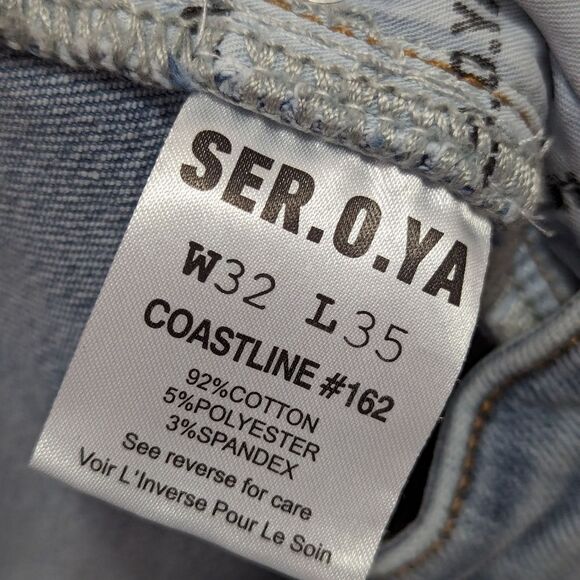 SER.O.YA
W32 L35
COASTLINE #162
92%COTTON
5%POLYESTER
3%SPANDEX
See reverse for care
Voir L'Inverse Pour Le Soin